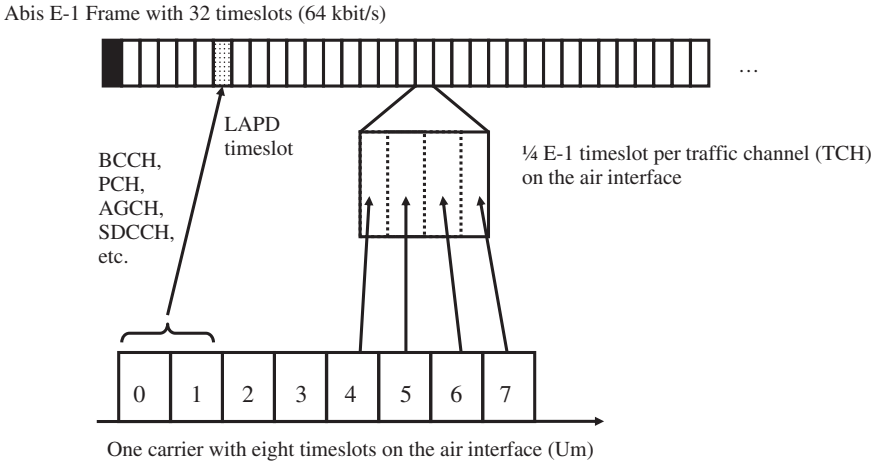 Abis E-1 Frame with 32 timeslots (64 kbit/s)
...
LAPD
timeslot
BCCH,
PCH,
AGCH,
SDCCH,
etc.
¼ E-1 timeslot per traffic channel (TCH)
on the air interface
0 1 2 3 4 5 6 7
One carrier with eight timeslots on the air interface (Um)